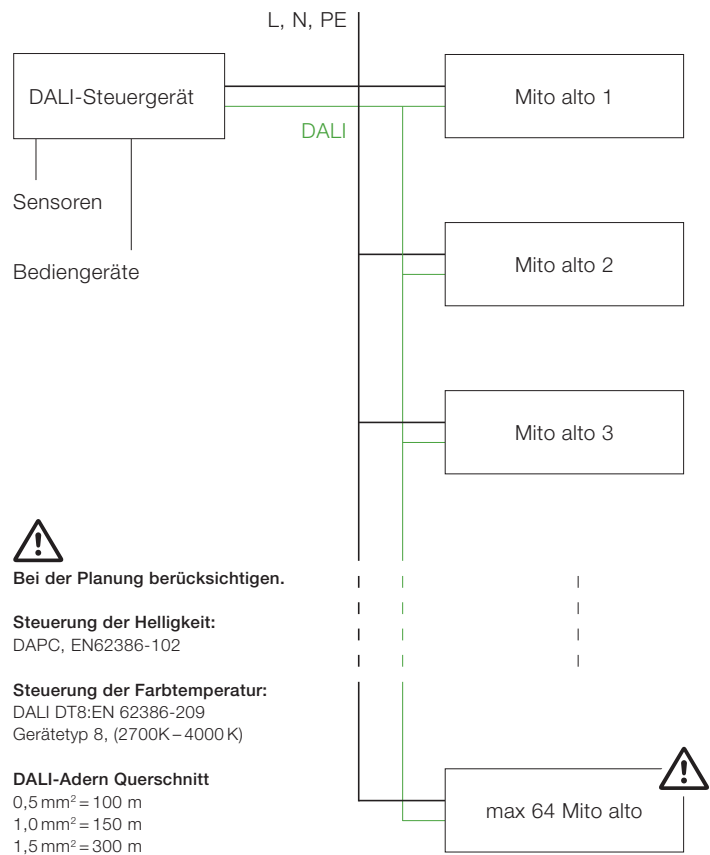 L, N, PE
DALI-Steuergerät
Mito alto 1
DALI
Sensoren
Bediengeräte
Mito alto 2
Mito alto 3
Bei der Planung berücksichtigen.
Steuerung der Helligkeit:
DAPC, EN62386-102
Steuerung der Farbtemperatur:
DALI DT8:EN 62386-209
Gerätetyp 8, (2700K – 4000 K)
DALI-Adern Querschnitt
0,5 mm² = 100 m
1,0 mm² = 150 m
1,5 mm² = 300 m
max 64 Mito alto